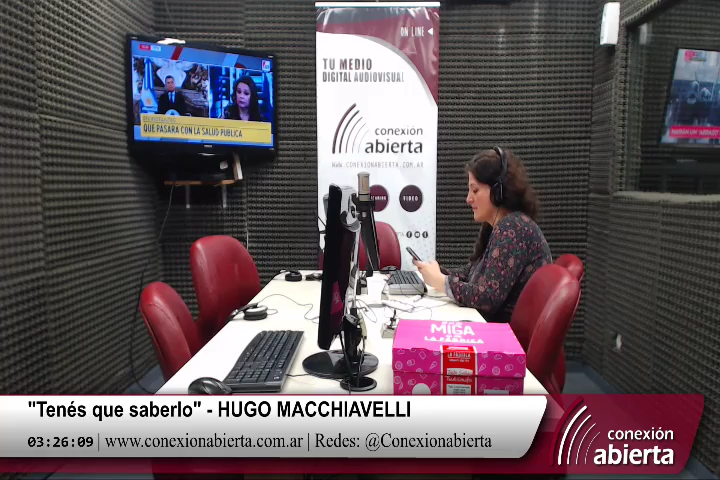 ON LINE
TU MEDIO
DIGITAL AUDIOVISUAL
conexión
abierta
WWW.CONEXIONABIERTA.COM.AR
VIDEO
QUE PASARA CON LA SALUD PUBLICA
MIGA
LA FABRICA
"Tenés que saberlo" - HUGO MACCHIAVELLI
03:26:09 | www.conexionabierta.com.ar | Redes: @Conexionabierta
conexión
abierta